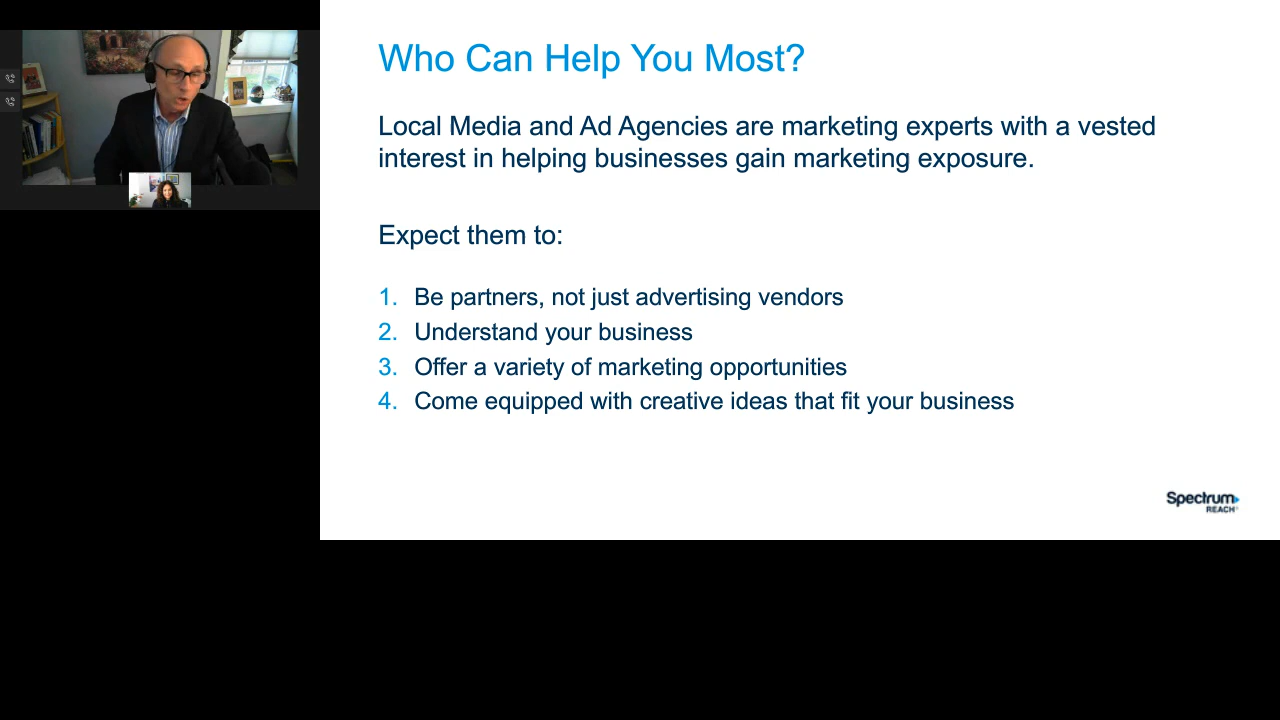 Who Can Help You Most?
Local Media and Ad Agencies are marketing experts with a vested
interest in helping businesses gain marketing exposure.
Expect them to:
1. Be partners, not just advertising vendors
2. Understand your business
3. Offer a variety of marketing opportunities
4. Come equipped with creative ideas that fit your business
Spectrum
REACH